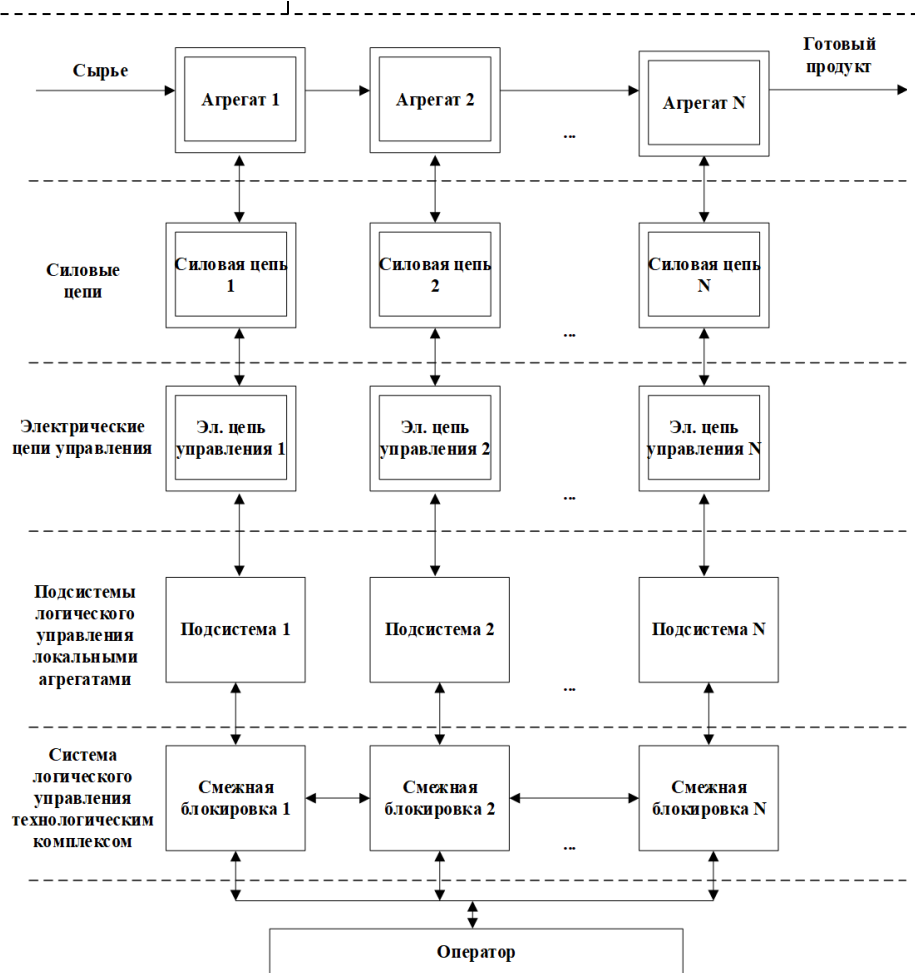 Готовый
продукт
Сырье
Агрегат 1
Агрегат 2
Агрегат N
...
Силовые
цепи
Силовая цепь
1
Силовая цепь
2
Силовая цепь
N
...
Электрические
цепи управления
Эл. цепь
управления 1
Эл. цепь
управления 2
Эл. цепь
управления N
...
Подсистемы
логического
управления
локальными
агрегатами
Подсистема 1
Подсистема 2
Подсистема N
...
Система
логического
управления
технологическим
комплексом
Смежная
блокировка 1
Смежная
блокировка 2
Смежная
блокировка N
...
Оператор